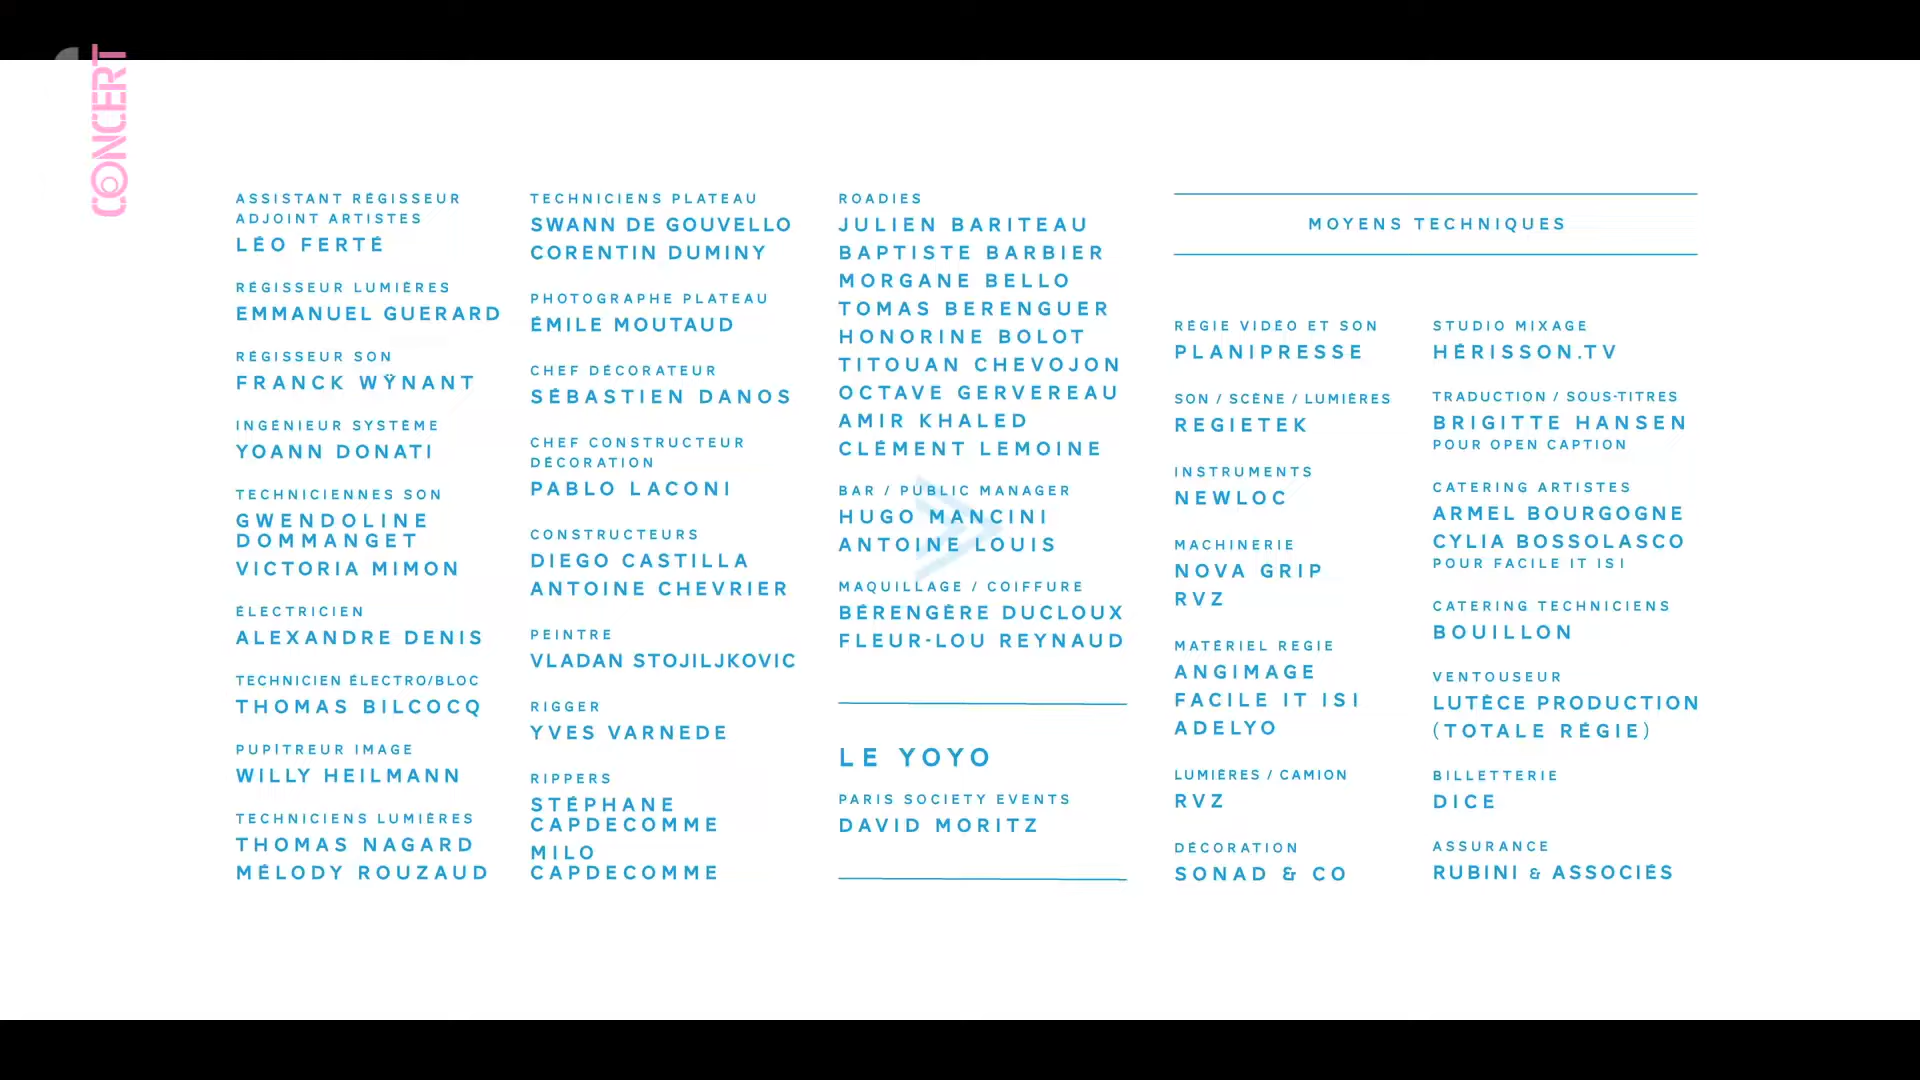 CONCERT
ASSISTANT RÉGISSEUR
ADJOINT ARTISTES
LÉO FERTÉ
RÉGISSEUR LUMIÈRES
EMMANUEL GUERARD
RÉGISSEUR SON
FRANCK WŸNANT
INGÉNIEUR SYSTÈME
YOANN DONATI
TECHNICIENNES SON
GWENDOLINE
DOMMANGET
VICTORIA MIMON
ÉLECTRICIEN
ALEXANDRE DENIS
TECHNICIEN ÉLECTRO/BLOC
THOMAS BILCOCQ
PUPITREUR IMAGE
WILLY HEILMANN
TECHNICIENS LUMIÈRES
THOMAS NAGARD
MÉLODY ROUZAUD
TECHNICIENS PLATEAU
SWANN DE GOUVELLO
CORENTIN DUMINY
PHOTOGRAPHE PLATEAU
ÉMILE MOUTAUD
CHEF DÉCORATEUR
SÉBASTIEN DANOS
CHEF CONSTRUCTEUR
DÉCORATION
PABLO LACONI
CONSTRUCTEURS
DIEGO CASTILLA
ANTOINE CHEVRIER
PEINTRE
VLADAN STOJILJKOVIC
RIGGER
YVES VARNEDE
RIPPERS
STÉPHANE
CAPDECOMME
MILO
CAPDECOMME
ROADIES
JULIEN BARITEAU
BAPTISTE BARBIER
MORGANE BELLO
TOMAS BERENGUER
HONORINE BOLOT
TITOUAN CHEVOJON
OCTAVE GERVEREAU
AMIR KHALED
CLÉMENT LEMOINE
BAR / PUBLIC MANAGER
HUGO MANCINI
ANTOINE LOUIS
MAQUILLAGE / COIFFURE
BÉRENGÈRE DUCLOUX
FLEUR-LOU REYNAUD
LE YOYO
PARIS SOCIETY EVENTS
DAVID MORITZ
MOYENS TECHNIQUES
RÉGIE VIDÉO ET SON
PLANIPRESSE
SON / SCÈNE / LUMIÈRES
REGIETEK
INSTRUMENTS
NEWLOC
MACHINERIE
NOVA GRIP
RVZ
MATÉRIEL REGIE
ANGIMAGE
FACILE IT ISI
ADELYO
LUMIÈRES / CAMION
RVZ
DÉCORATION
SONAD & CO
STUDIO MIXAGE
HÉRISSON.TV
TRADUCTION / SOUS-TITRES
BRIGITTE HANSEN
POUR OPEN CAPTION
CATERING ARTISTES
ARMEL BOURGOGNE
CYLIA BOSSOLASCO
POUR FACILE IT ISI
CATERING TECHNICIENS
BOUILLON
VENTOUSEUR
LUTÈCE PRODUCTION
(TOTALE RÉGIE)
BILLETTERIE
DICE
ASSURANCE
RUBINI & ASSOCIÉS